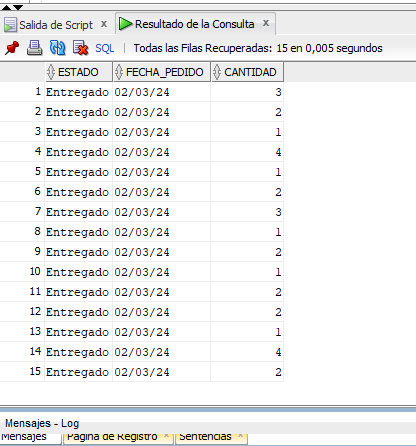 Salida de Script × Resultado de la Consulta ×
SQL | Todas las Filas Recuperadas: 15 en 0,005 segundos
ESTADO FECHA_PEDIDO CANTIDAD
1 Entregado 02/03/24 3
2 Entregado 02/03/24 2
3 Entregado 02/03/24 1
4 Entregado 02/03/24 4
5 Entregado 02/03/24 1
6 Entregado 02/03/24 2
7 Entregado 02/03/24 3
8 Entregado 02/03/24 1
9 Entregado 02/03/24 2
10 Entregado 02/03/24 1
11 Entregado 02/03/24 2
12 Entregado 02/03/24 2
13 Entregado 02/03/24 1
14 Entregado 02/03/24 4
15 Entregado 02/03/24 2
Mensajes - Log
Mensajes Página de Registro × Sentencias ×